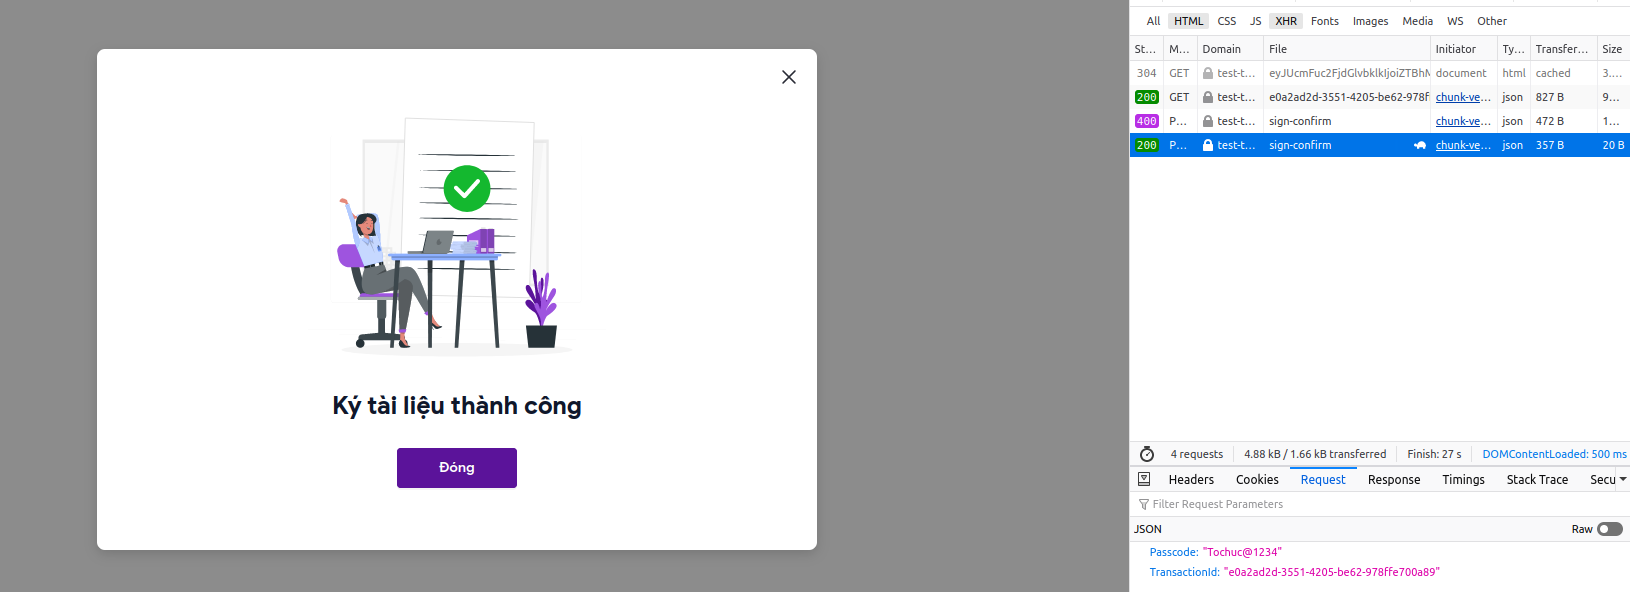 Ký tài liệu thành công
Đóng
All HTML CSS JS XHR Fonts Images Media WS Other
St... M... Domain File Initiator Ty... Transfer... Size
304 GET test-t... eyJUcmFuc2FjdGlvbklkIjoiZTBhM document html cached 3....
200 GET test-t... e0a2ad2d-3551-4205-be62-978f chunk-ve... json 827 B 9...
400 P... test-t... sign-confirm chunk-ve... json 472 B 1...
200 P... test-t... sign-confirm chunk-ve... json 357 B 20 B
4 requests 4.88 kB / 1.66 kB transferred Finish: 27 s DOMContentLoaded: 500 ms
Headers Cookies Request Response Timings Stack Trace Secu
Filter Request Parameters
JSON Raw
Passcode: "Tochuc@1234"
TransactionId: "e0a2ad2d-3551-4205-be62-978ffe700a89"